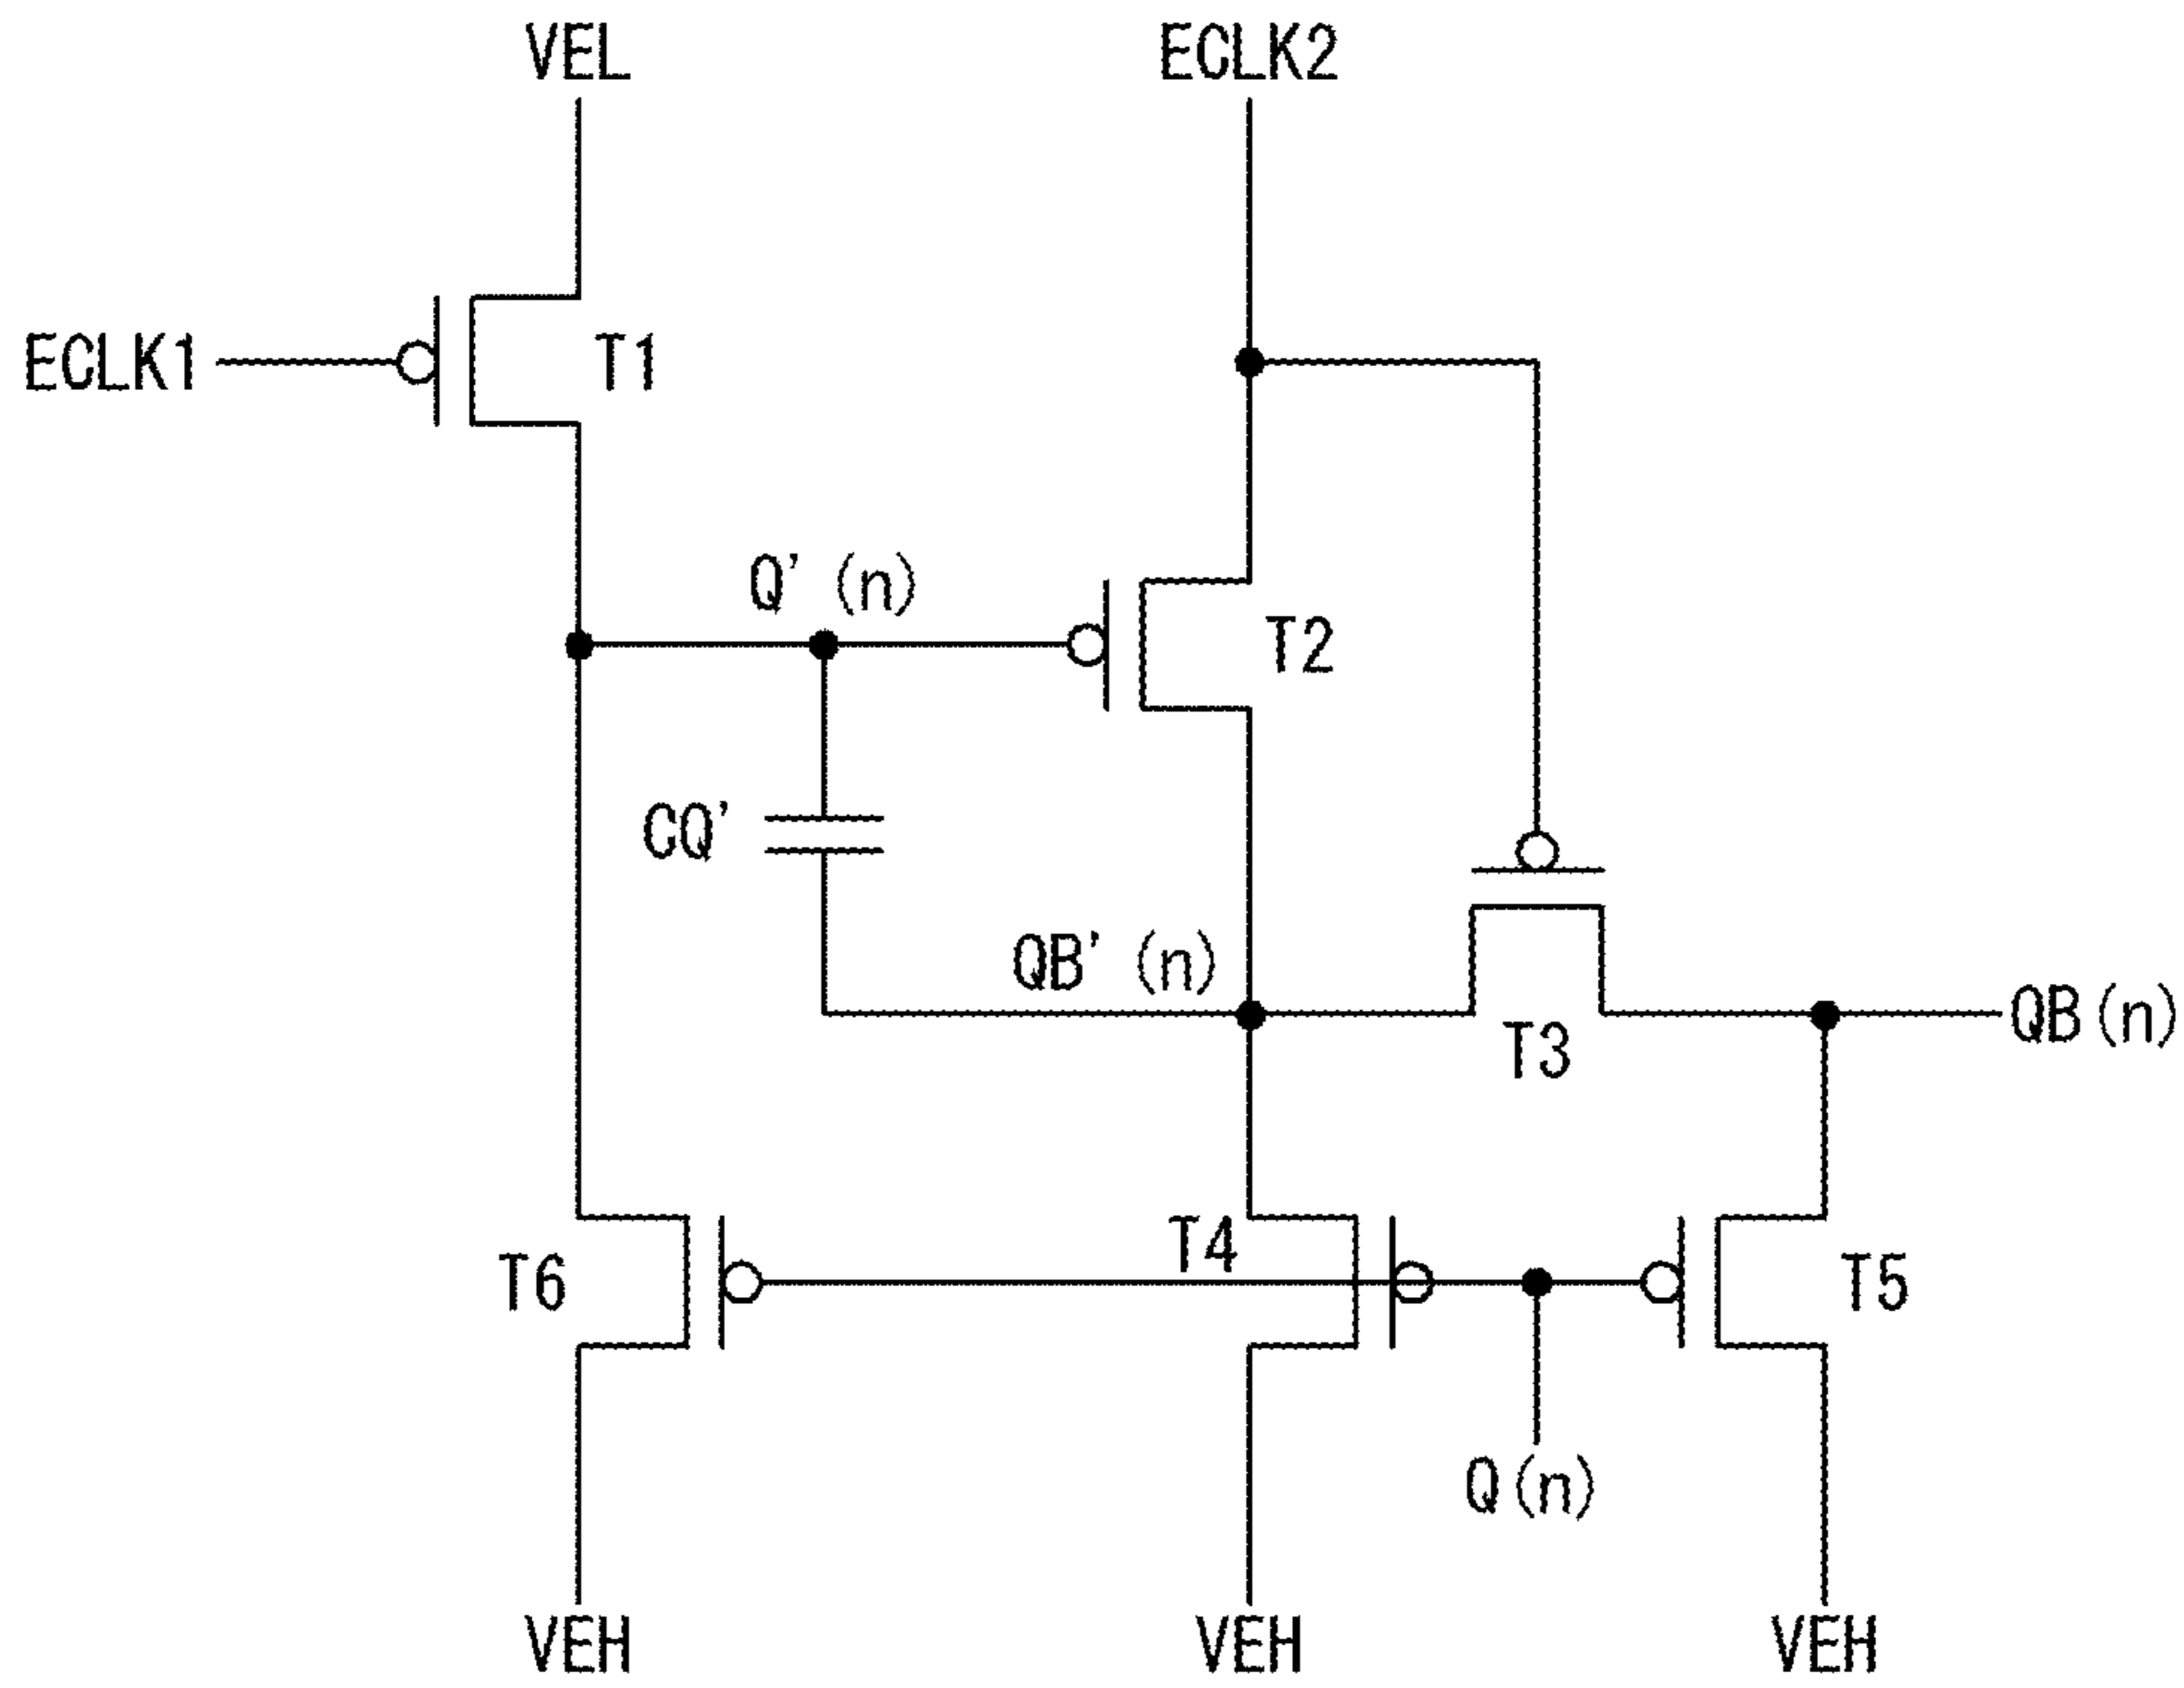 VEL
ECLK2
ECLK1
T1
Q' (n)
T2
CQ'
QB' (n)
QB (n)
T3
T4
T6
T5
Q (n)
VEH
VEH
VEH